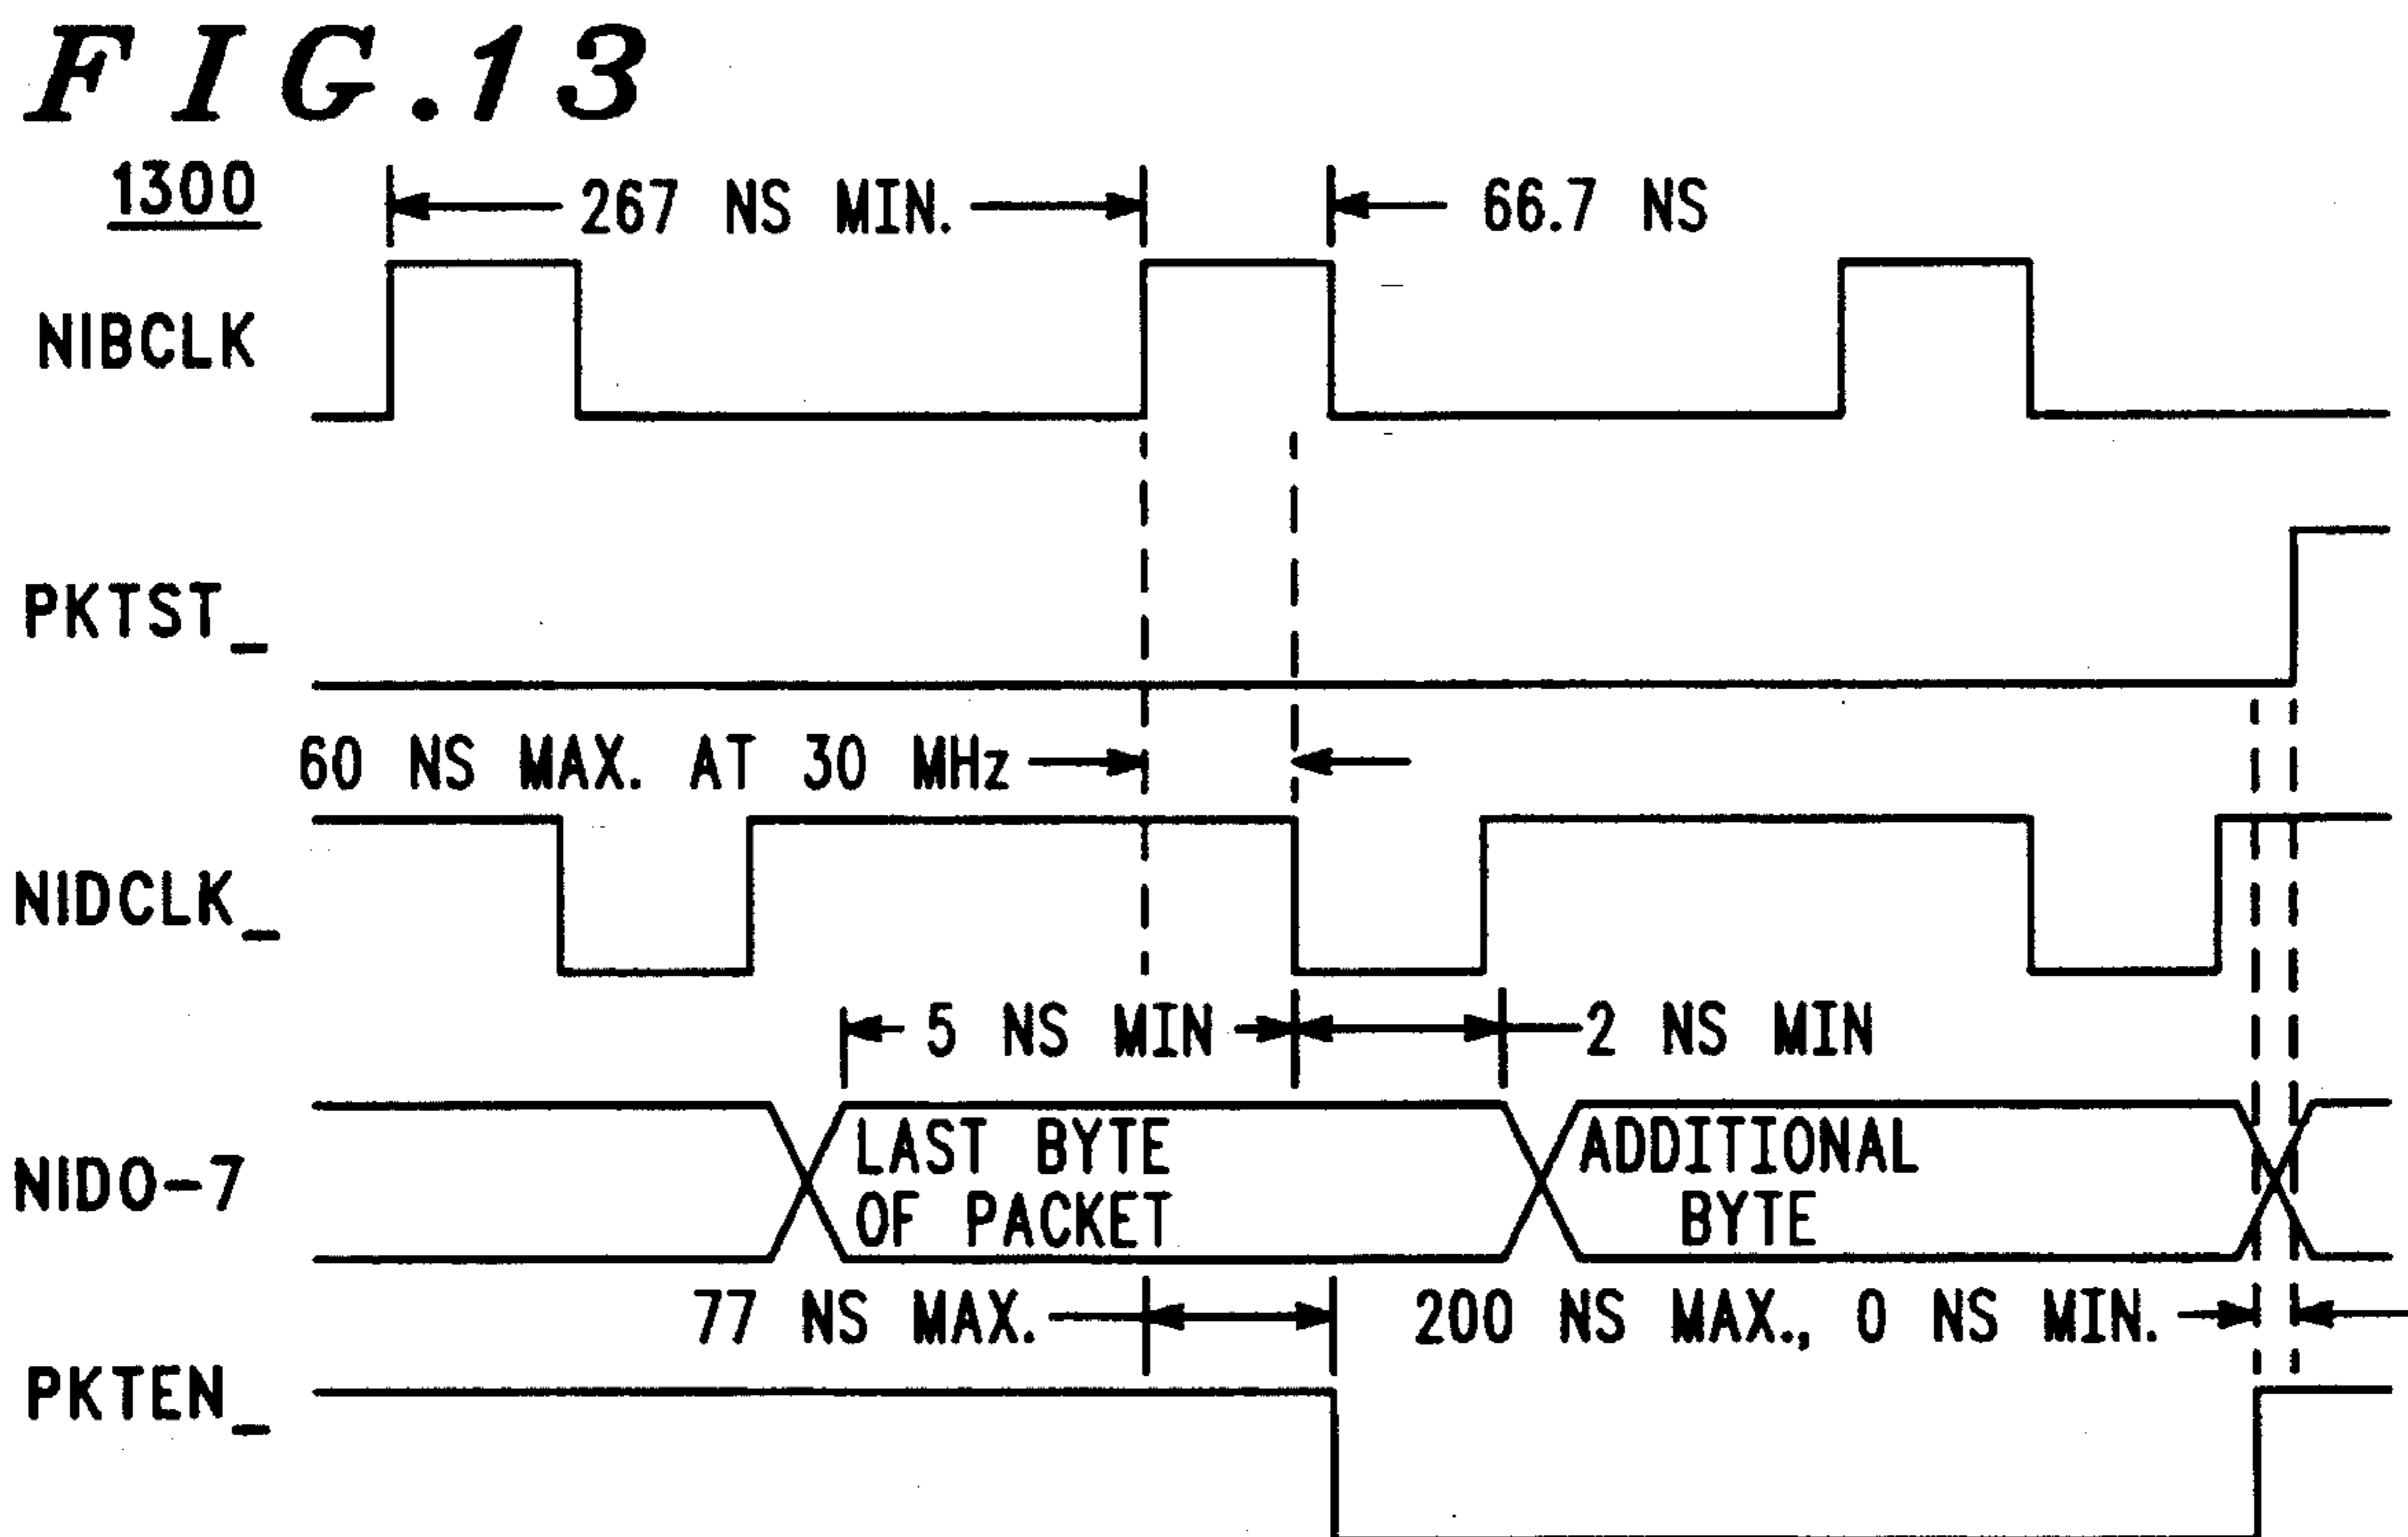 FIG.13
1300
267 NS MIN.
66.7 NS
NIBCLK
PKTST_
60 NS MAX. AT 30 MHz
NIDCLK_
5 NS MIN
2 NS MIN
NIDO-7
LAST BYTE
OF PACKET
ADDITIONAL
BYTE
77 NS MAX.
200 NS MAX., 0 NS MIN.
PKTEN_